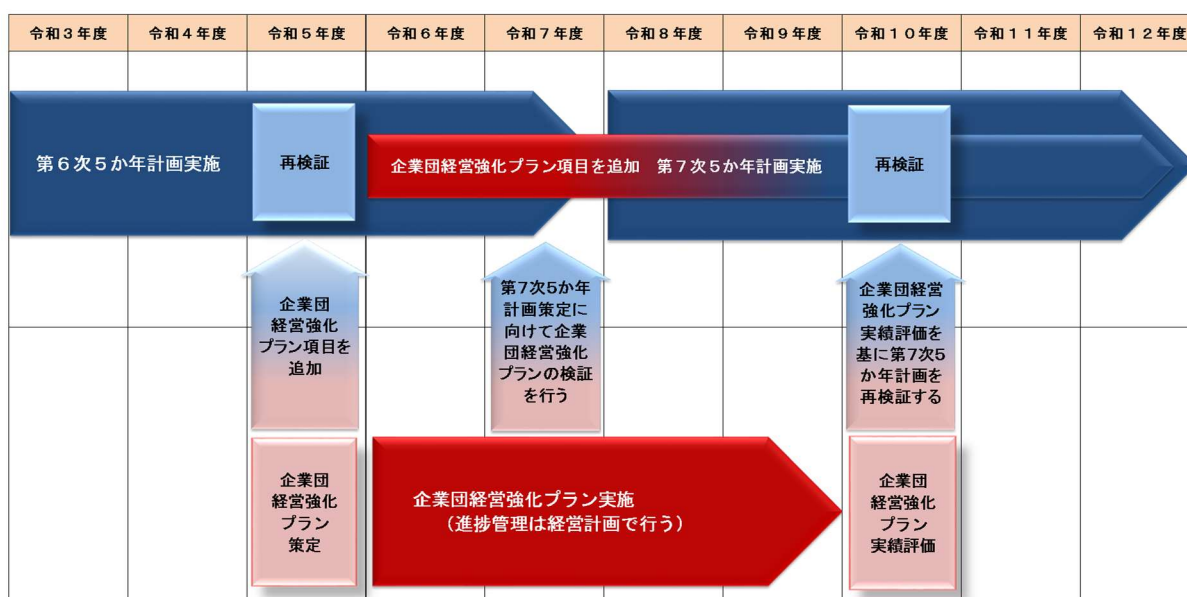 令和3年度
令和4年度
令和5年度
令和6年度
令和7年度
令和8年度
令和9年度
令和10年度
令和11年度
令和12年度
第6次5か年計画実施
再検証
企業団経営強化プラン項目を追加　第7次5か年計画実施
再検証
企業団
経営強化
プラン項目を
追加
第7次5か年
計画策定に
向けて企業
団経営強化
プランの検証
を行う
企業団経営
強化プラン
実績評価を
基に第7次5
か年計画を
再検証する
企業団
経営強化
プラン
策定
企業団経営強化プラン実施
（進捗管理は経営計画で行う）
企業団
経営強化
プラン
実績評価